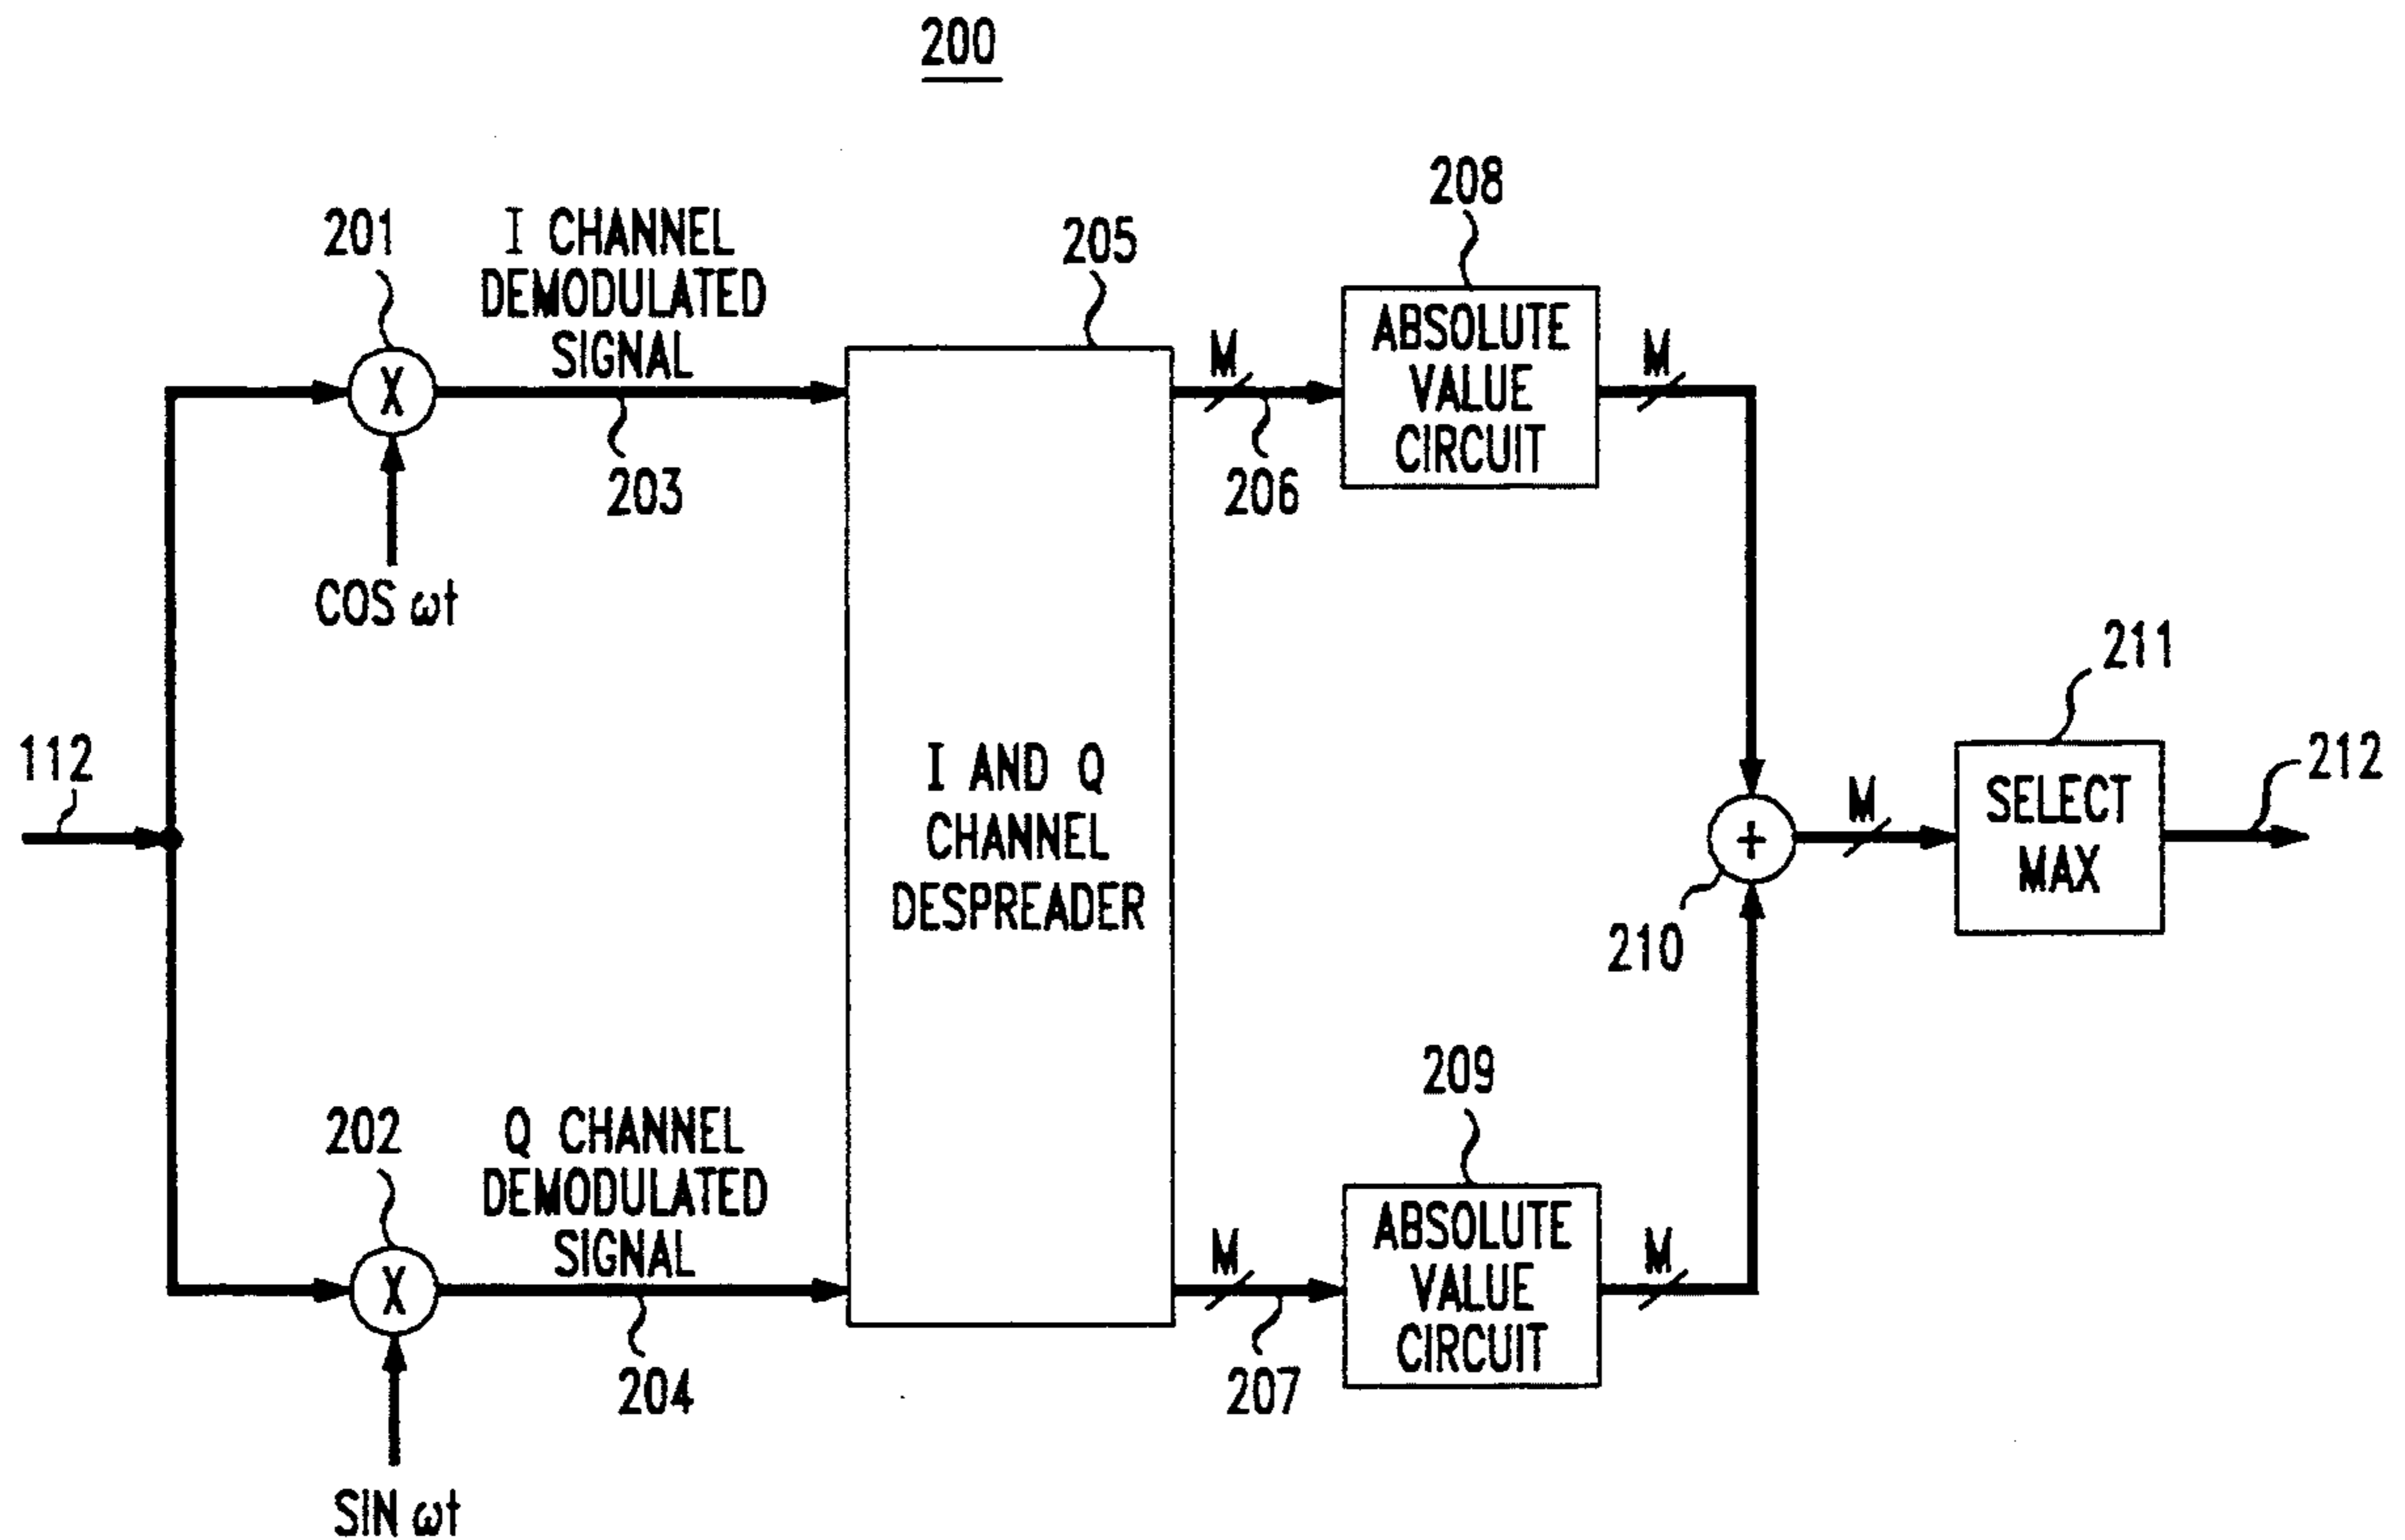 200
201
I CHANNEL
DEMODULATED
SIGNAL
X
203
COS ωt
205
I AND Q
CHANNEL
DESPREADER
M
206
208
ABSOLUTE
VALUE
CIRCUIT
M
112
202
Q CHANNEL
DEMODULATED
SIGNAL
X
204
SIN ωt
M
207
209
ABSOLUTE
VALUE
CIRCUIT
M
+
210
M
211
SELECT
MAX
212